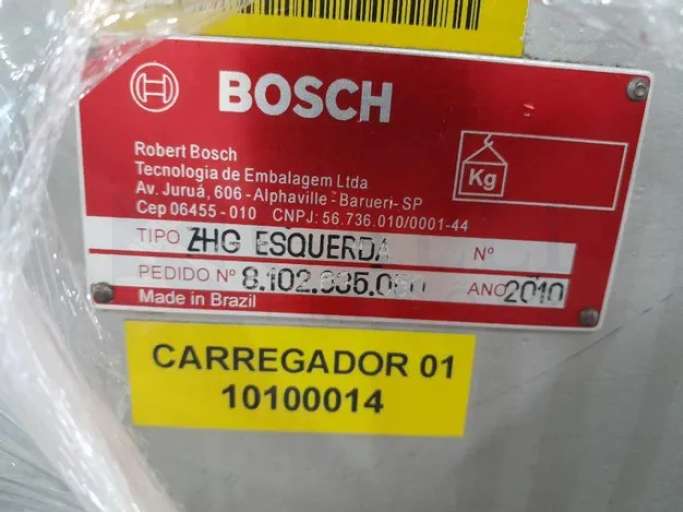 BOSCH
Robert Bosch
Tecnologia de Embalagem Ltda
Av. Juruá, 606 - Alphaville - Barueri- SP
Cep 06455 - 010 CNPJ: 56.736.010/0001-44
Kg
TIPO ZHG ESQUERDA Nº
PEDIDO Nº ANO 2010
Made in Brazil
CARREGADOR 01
10100014